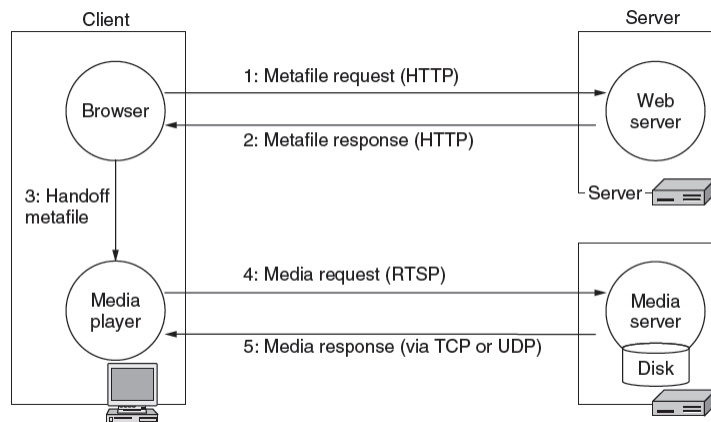 Client
Server
1: Metafile request (HTTP)
Browser
Web
server
2: Metafile response (HTTP)
3: Handoff
metafile
Server
4: Media request (RTSP)
Media
player
Media
server
5: Media response (via TCP or UDP)
Disk